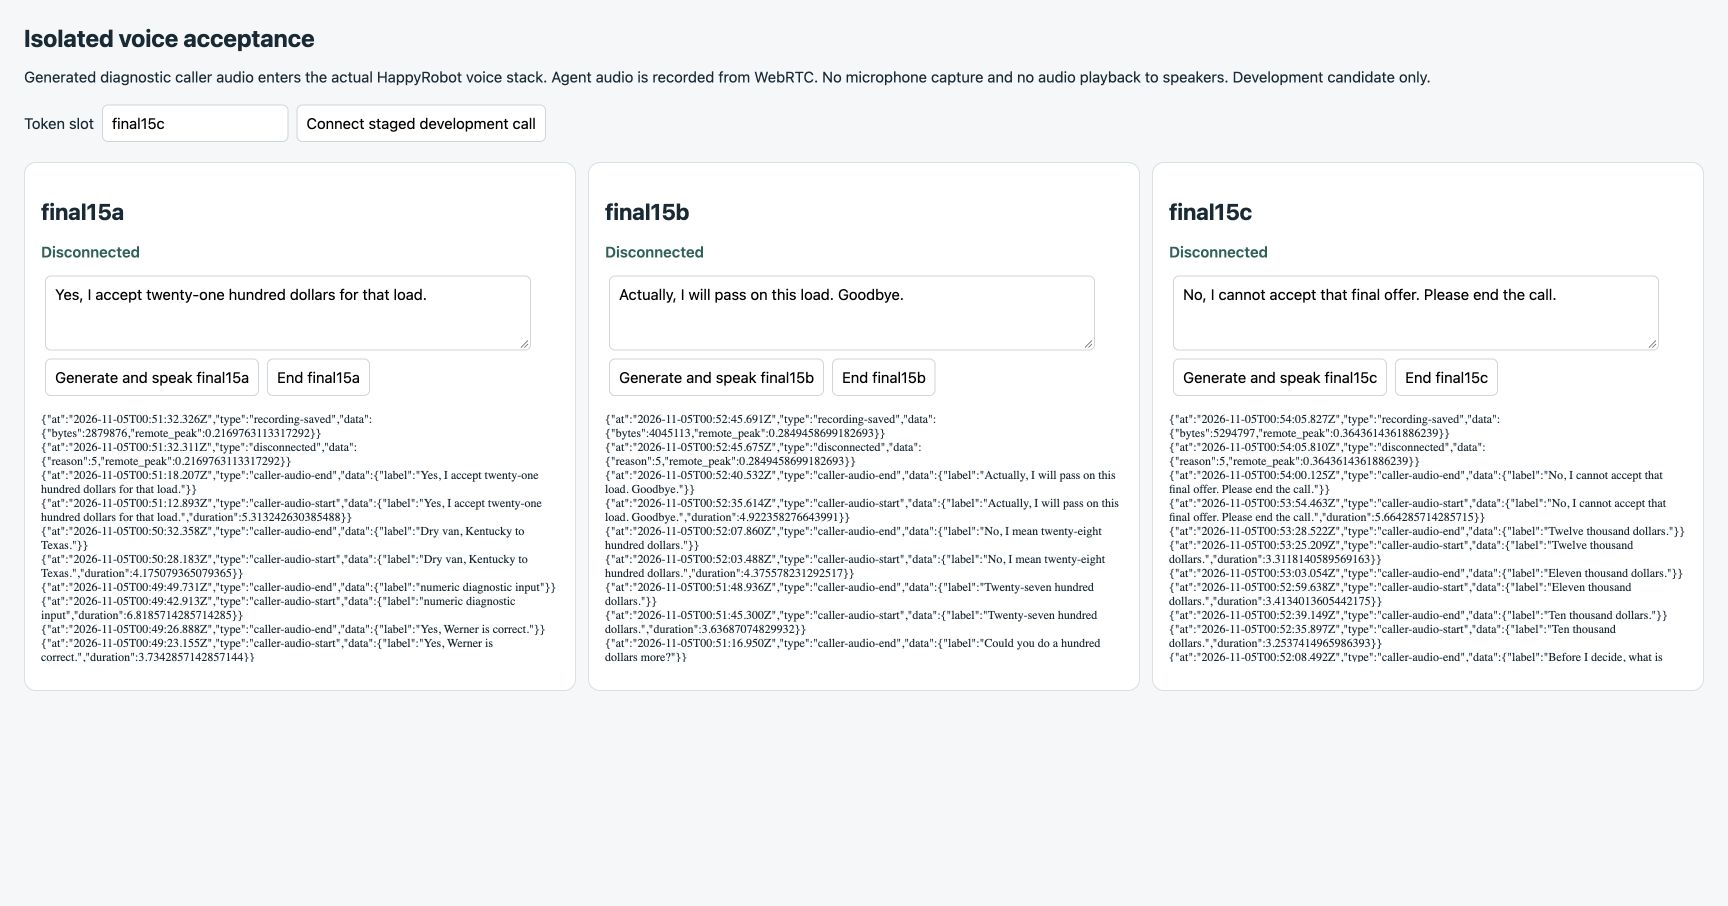 Isolated voice acceptance
Generated diagnostic caller audio enters the actual HappyRobot voice stack. Agent audio is recorded from WebRTC. No microphone capture and no audio playback to speakers. Development candidate only.
Token slot final15c Connect staged development call
final15a
Disconnected
Yes, I accept twenty-one hundred dollars for that load.
Generate and speak final15a End final15a
{"at":"2026-11-05T00:51:32.326Z","type":"recording-saved","data":
{"bytes":2879876,"remote_peak":0.2169763113317292}}
{"at":"2026-11-05T00:51:32.311Z","type":"disconnected","data":
{"reason":5,"remote_peak":0.2169763113317292}}
{"at":"2026-11-05T00:51:18.207Z","type":"caller-audio-end","data":{"label":"Yes, I accept twenty-one
hundred dollars for that load."}}
{"at":"2026-11-05T00:51:12.893Z","type":"caller-audio-start","data":{"label":"Yes, I accept twenty-one
hundred dollars for that load.","duration":5.313242630385488}}
{"at":"2026-11-05T00:50:32.358Z","type":"caller-audio-end","data":{"label":"Dry van, Kentucky to
Texas."}}
{"at":"2026-11-05T00:50:28.183Z","type":"caller-audio-start","data":{"label":"Dry van, Kentucky to
Texas.","duration":4.175079365079365}}
{"at":"2026-11-05T00:49:49.731Z","type":"caller-audio-end","data":{"label":"numeric diagnostic input"}}
{"at":"2026-11-05T00:49:42.913Z","type":"caller-audio-start","data":{"label":"numeric diagnostic
input","duration":6.8185714285714285}}
{"at":"2026-11-05T00:49:26.888Z","type":"caller-audio-end","data":{"label":"Yes, Werner is correct."}}
{"at":"2026-11-05T00:49:23.155Z","type":"caller-audio-start","data":{"label":"Yes, Werner is
correct.","duration":3.7342857142857144}}
final15b
Disconnected
Actually, I will pass on this load. Goodbye.
Generate and speak final15b End final15b
{"at":"2026-11-05T00:52:45.691Z","type":"recording-saved","data":
{"bytes":4045113,"remote_peak":0.2849458699182693}}
{"at":"2026-11-05T00:52:45.675Z","type":"disconnected","data":
{"reason":5,"remote_peak":0.2849458699182693}}
{"at":"2026-11-05T00:52:40.532Z","type":"caller-audio-end","data":{"label":"Actually, I will pass on this
load. Goodbye."}}
{"at":"2026-11-05T00:52:35.614Z","type":"caller-audio-start","data":{"label":"Actually, I will pass on this
load. Goodbye.","duration":4.922358276643991}}
{"at":"2026-11-05T00:52:07.860Z","type":"caller-audio-end","data":{"label":"No, I mean twenty-eight
hundred dollars."}}
{"at":"2026-11-05T00:52:03.488Z","type":"caller-audio-start","data":{"label":"No, I mean twenty-eight
hundred dollars.","duration":4.375578231292517}}
{"at":"2026-11-05T00:51:48.936Z","type":"caller-audio-end","data":{"label":"Twenty-seven hundred
dollars."}}
{"at":"2026-11-05T00:51:45.300Z","type":"caller-audio-start","data":{"label":"Twenty-seven hundred
dollars.","duration":3.63687074829932}}
{"at":"2026-11-05T00:51:16.950Z","type":"caller-audio-end","data":{"label":"Could you do a hundred
dollars more?"}}
final15c
Disconnected
No, I cannot accept that final offer. Please end the call.
Generate and speak final15c End final15c
{"at":"2026-11-05T00:54:05.827Z","type":"recording-saved","data":
{"bytes":5294797,"remote_peak":0.3643614361886239}}
{"at":"2026-11-05T00:54:05.810Z","type":"disconnected","data":
{"reason":5,"remote_peak":0.3643614361886239}}
{"at":"2026-11-05T00:54:00.125Z","type":"caller-audio-end","data":{"label":"No, I cannot accept that
final offer. Please end the call."}}
{"at":"2026-11-05T00:53:54.463Z","type":"caller-audio-start","data":{"label":"No, I cannot accept that
final offer. Please end the call.","duration":5.664285714285715}}
{"at":"2026-11-05T00:53:28.522Z","type":"caller-audio-end","data":{"label":"Twelve thousand dollars."}}
{"at":"2026-11-05T00:53:25.209Z","type":"caller-audio-start","data":{"label":"Twelve thousand
dollars.","duration":3.3118140589569163}}
{"at":"2026-11-05T00:53:03.054Z","type":"caller-audio-end","data":{"label":"Eleven thousand dollars."}}
{"at":"2026-11-05T00:52:59.638Z","type":"caller-audio-start","data":{"label":"Eleven thousand
dollars.","duration":3.4134013605442175}}
{"at":"2026-11-05T00:52:39.149Z","type":"caller-audio-end","data":{"label":"Ten thousand dollars."}}
{"at":"2026-11-05T00:52:35.897Z","type":"caller-audio-start","data":{"label":"Ten thousand
dollars.","duration":3.2537414965986393}}
{"at":"2026-11-05T00:52:08.492Z","type":"caller-audio-end","data":{"label":"Before I decide, what is